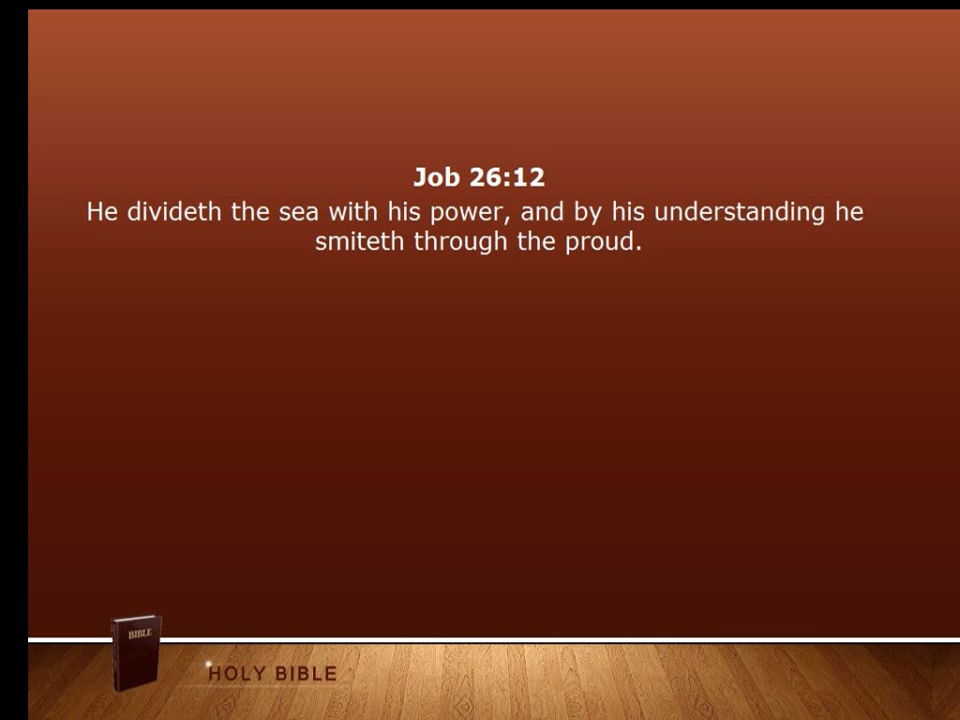 Job 26:12
He divideth the sea with his power, and by his understanding he
smiteth through the proud.
BIBLE
HOLY BIBLE